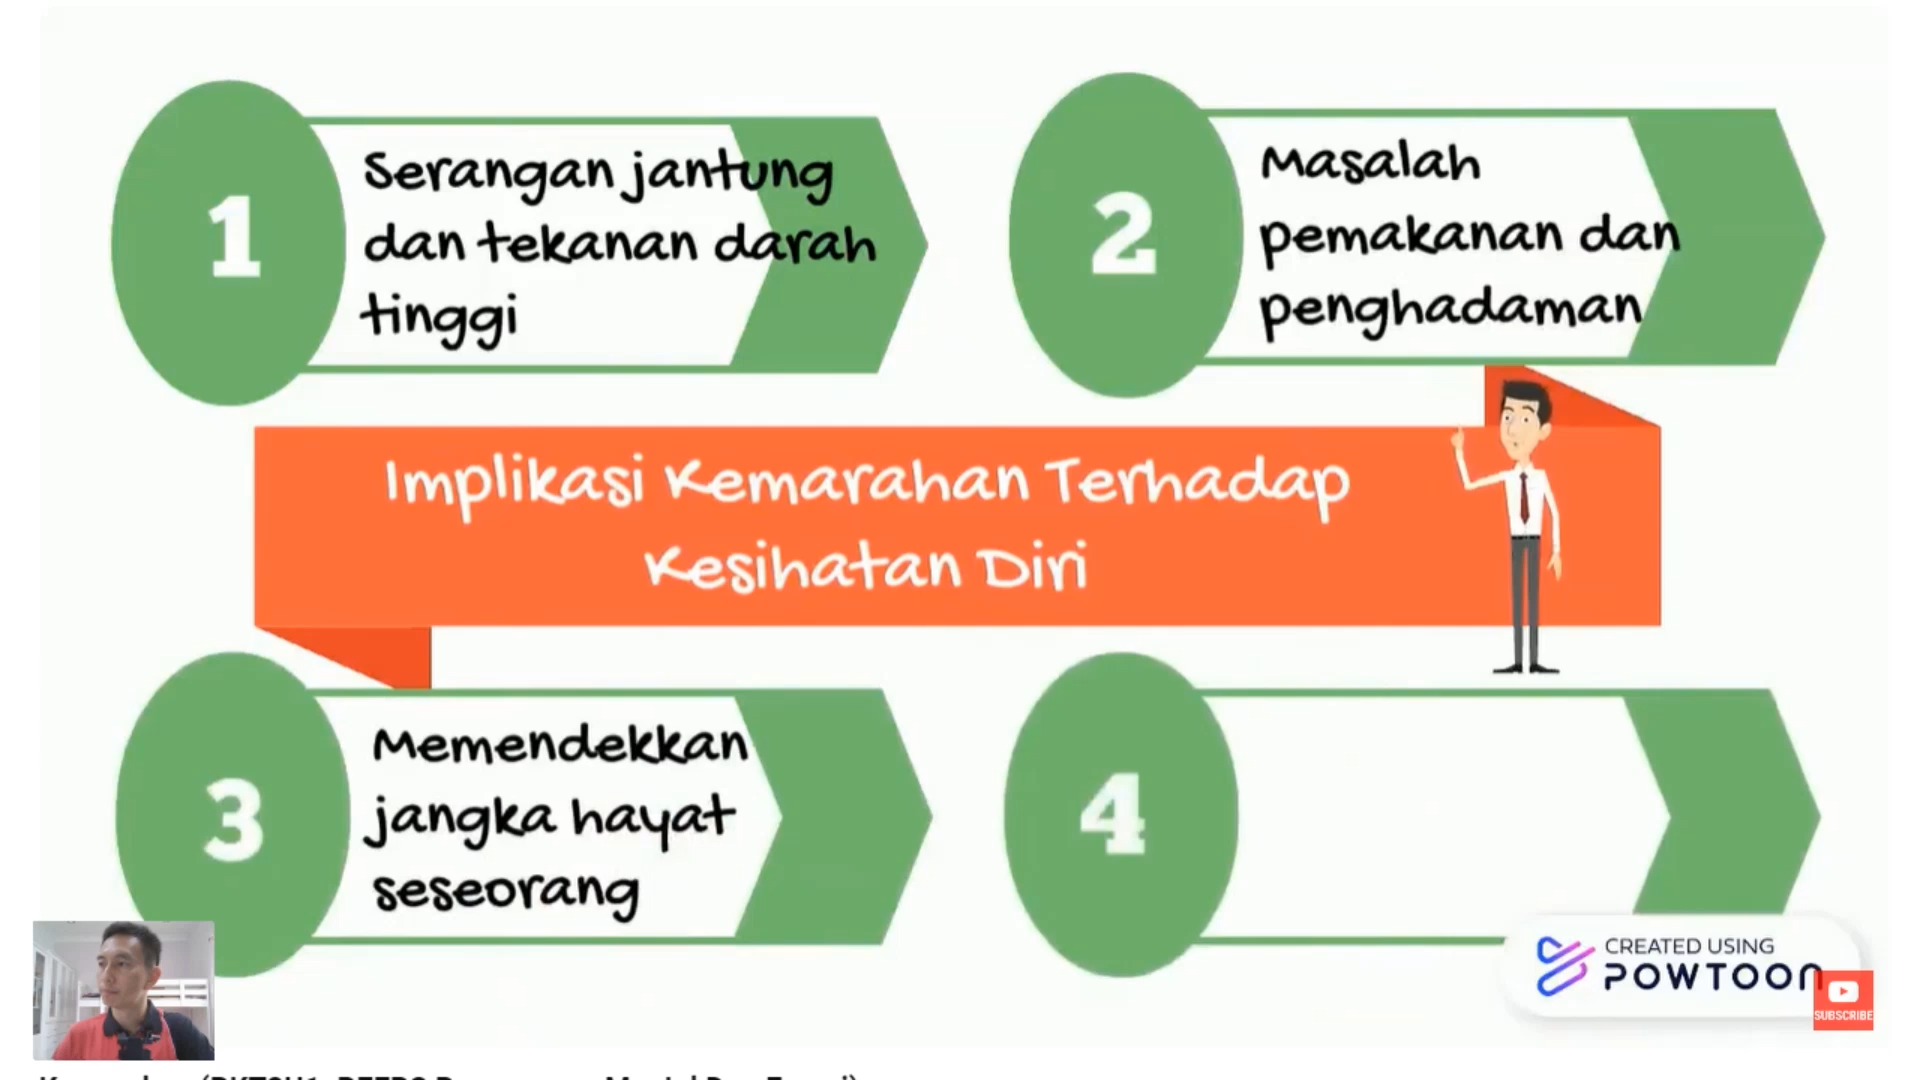 1
Serangan jantung
dan tekanan darah
tinggi
2
Masalah
pemakanan dan
penghadaman
Implikasi Kemarahan Terhadap
Kesihatan Diri
3
Memendekkan
jangka hayat
seseorang
4
CREATED USING
POWTOON
SUBSCRIBE